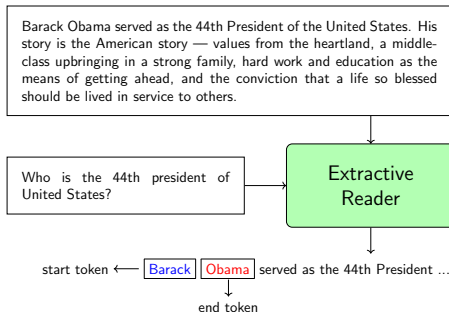 Barack Obama served as the 44th President of the United States. His
story is the American story — values from the heartland, a middle-
class upbringing in a strong family, hard work and education as the
means of getting ahead, and the conviction that a life so blessed
should be lived in service to others.
Who is the 44th president of
United States?
Extractive
Reader
start token Barack Obama served as the 44th President ...
end token